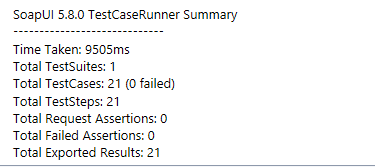 SoapUI 5.8.0 TestCaseRunner Summary
-----------------------------
Time Taken: 9505ms
Total TestSuites: 1
Total TestCases: 21 (0 failed)
Total TestSteps: 21
Total Request Assertions: 0
Total Failed Assertions: 0
Total Exported Results: 21